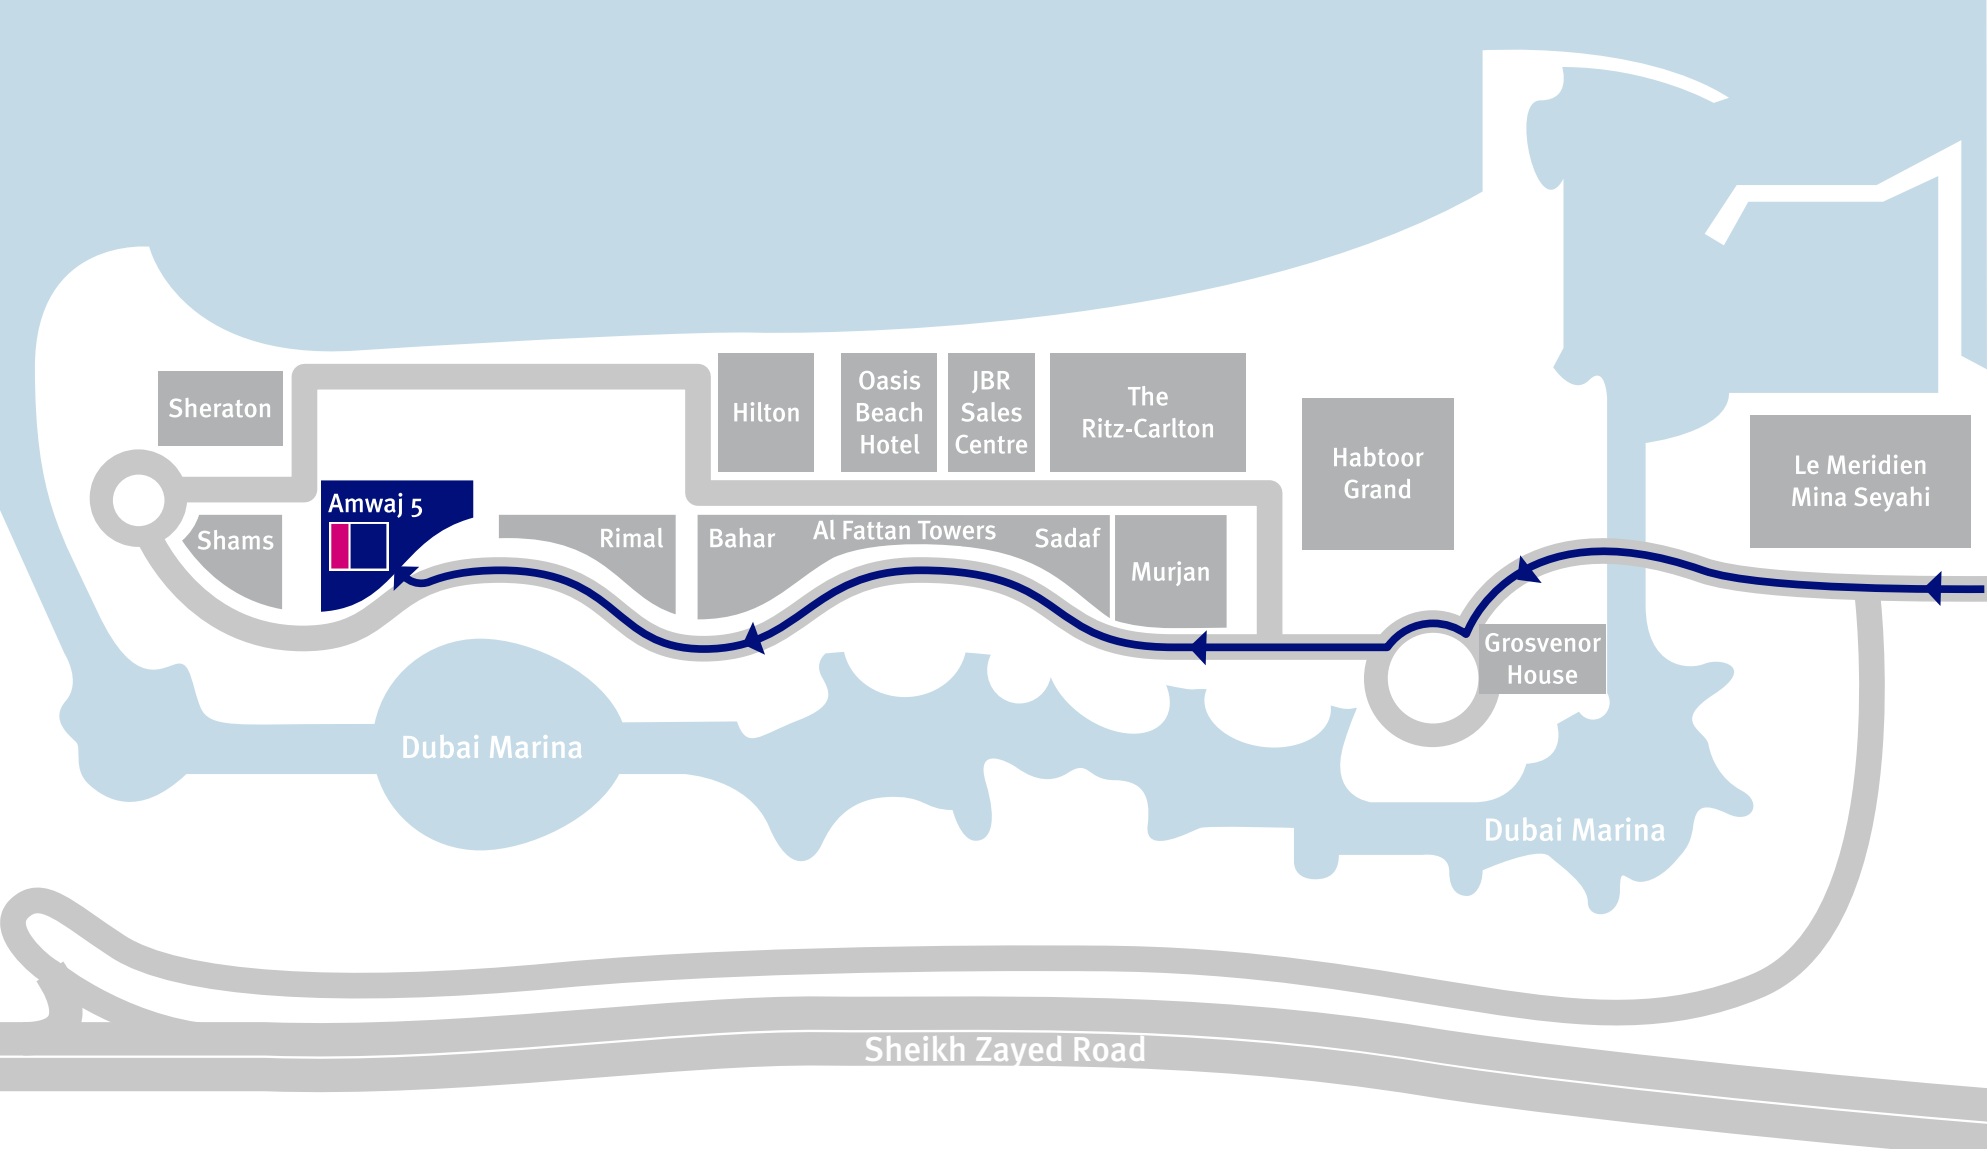 Sheraton
Hilton
Oasis
Beach
Hotel
JBR
Sales
Centre
The
Ritz-Carlton
Habtoor
Grand
Le Meridien
Mina Seyahi
Shams
Amwaj 5
Rimal
Bahar
Al Fattan Towers
Sadaf
Murjan
Grosvenor
House
Dubai Marina
Dubai Marina
Sheikh Zayed Road